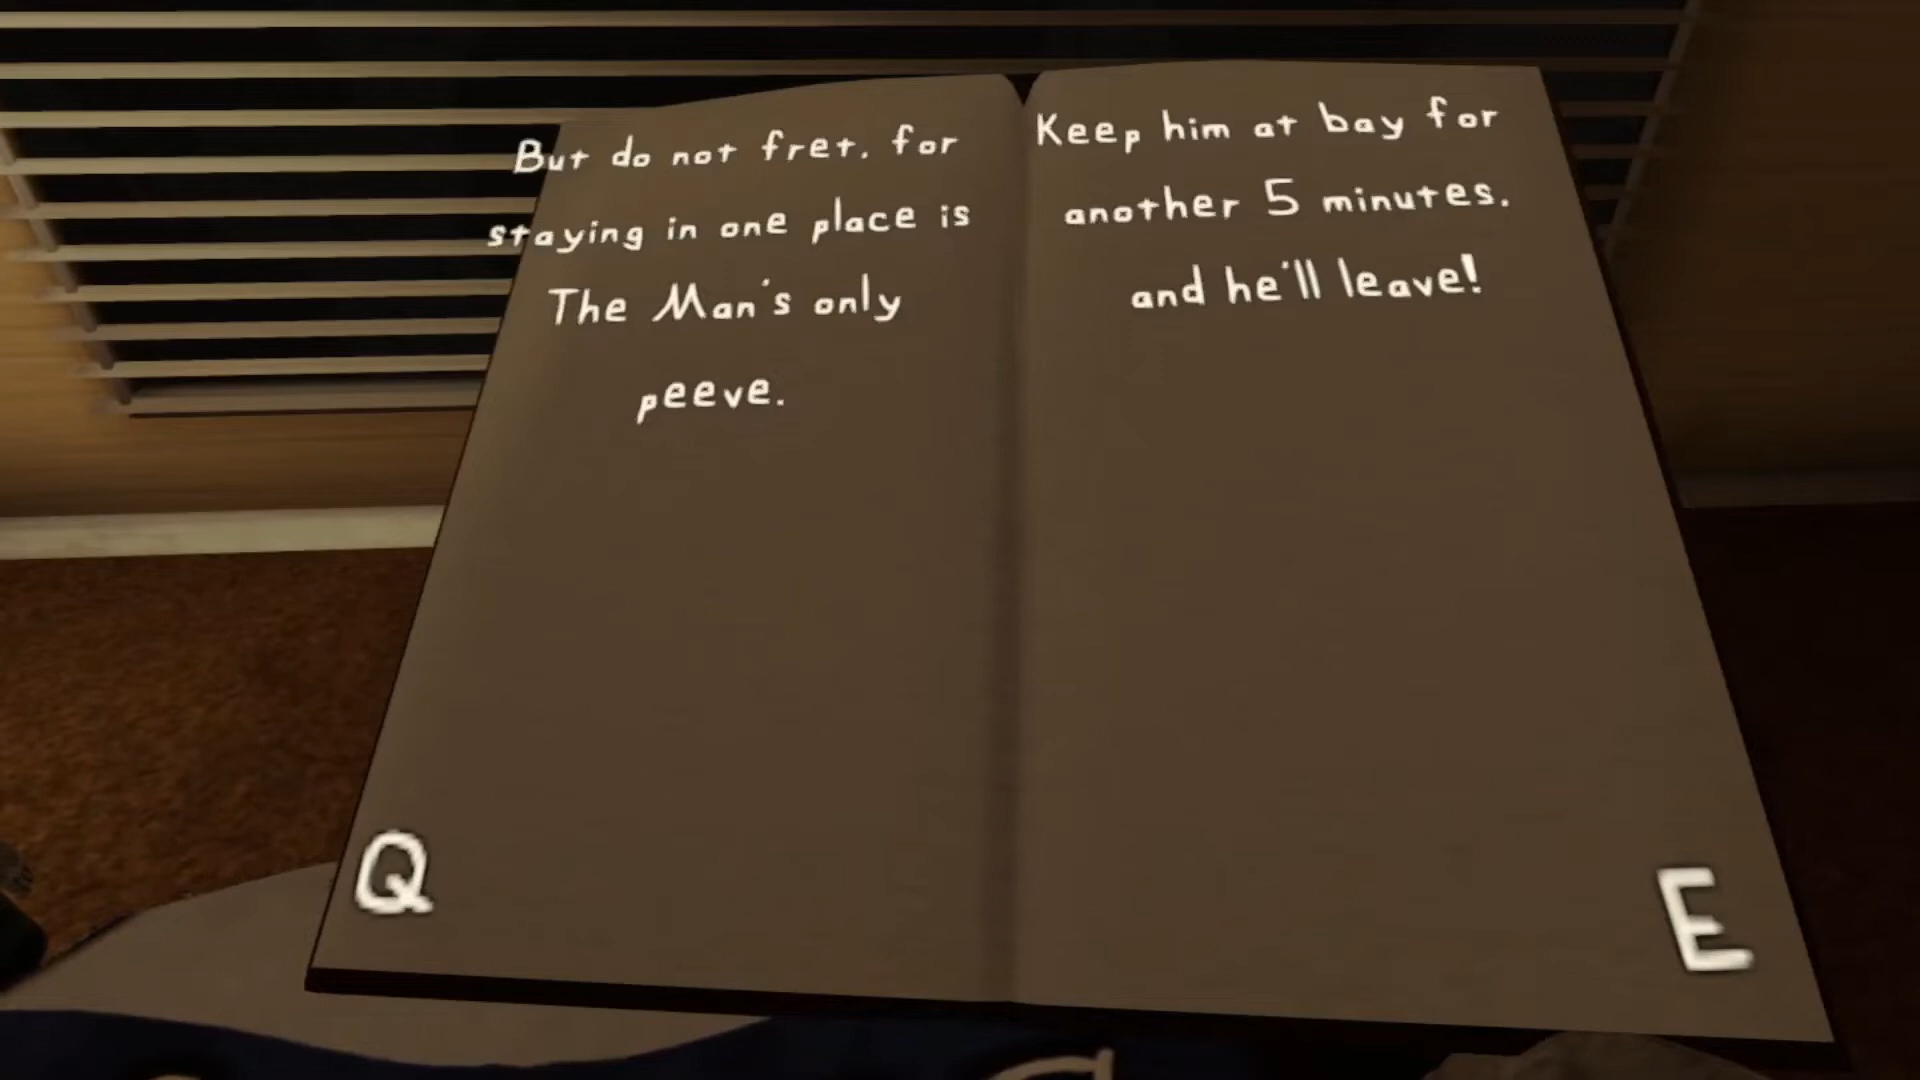 But do not fret, for
staying in one place is
The Man's only
peeve.
Keep him at bay for
another 5 minutes,
and he'll leave!
Q
E